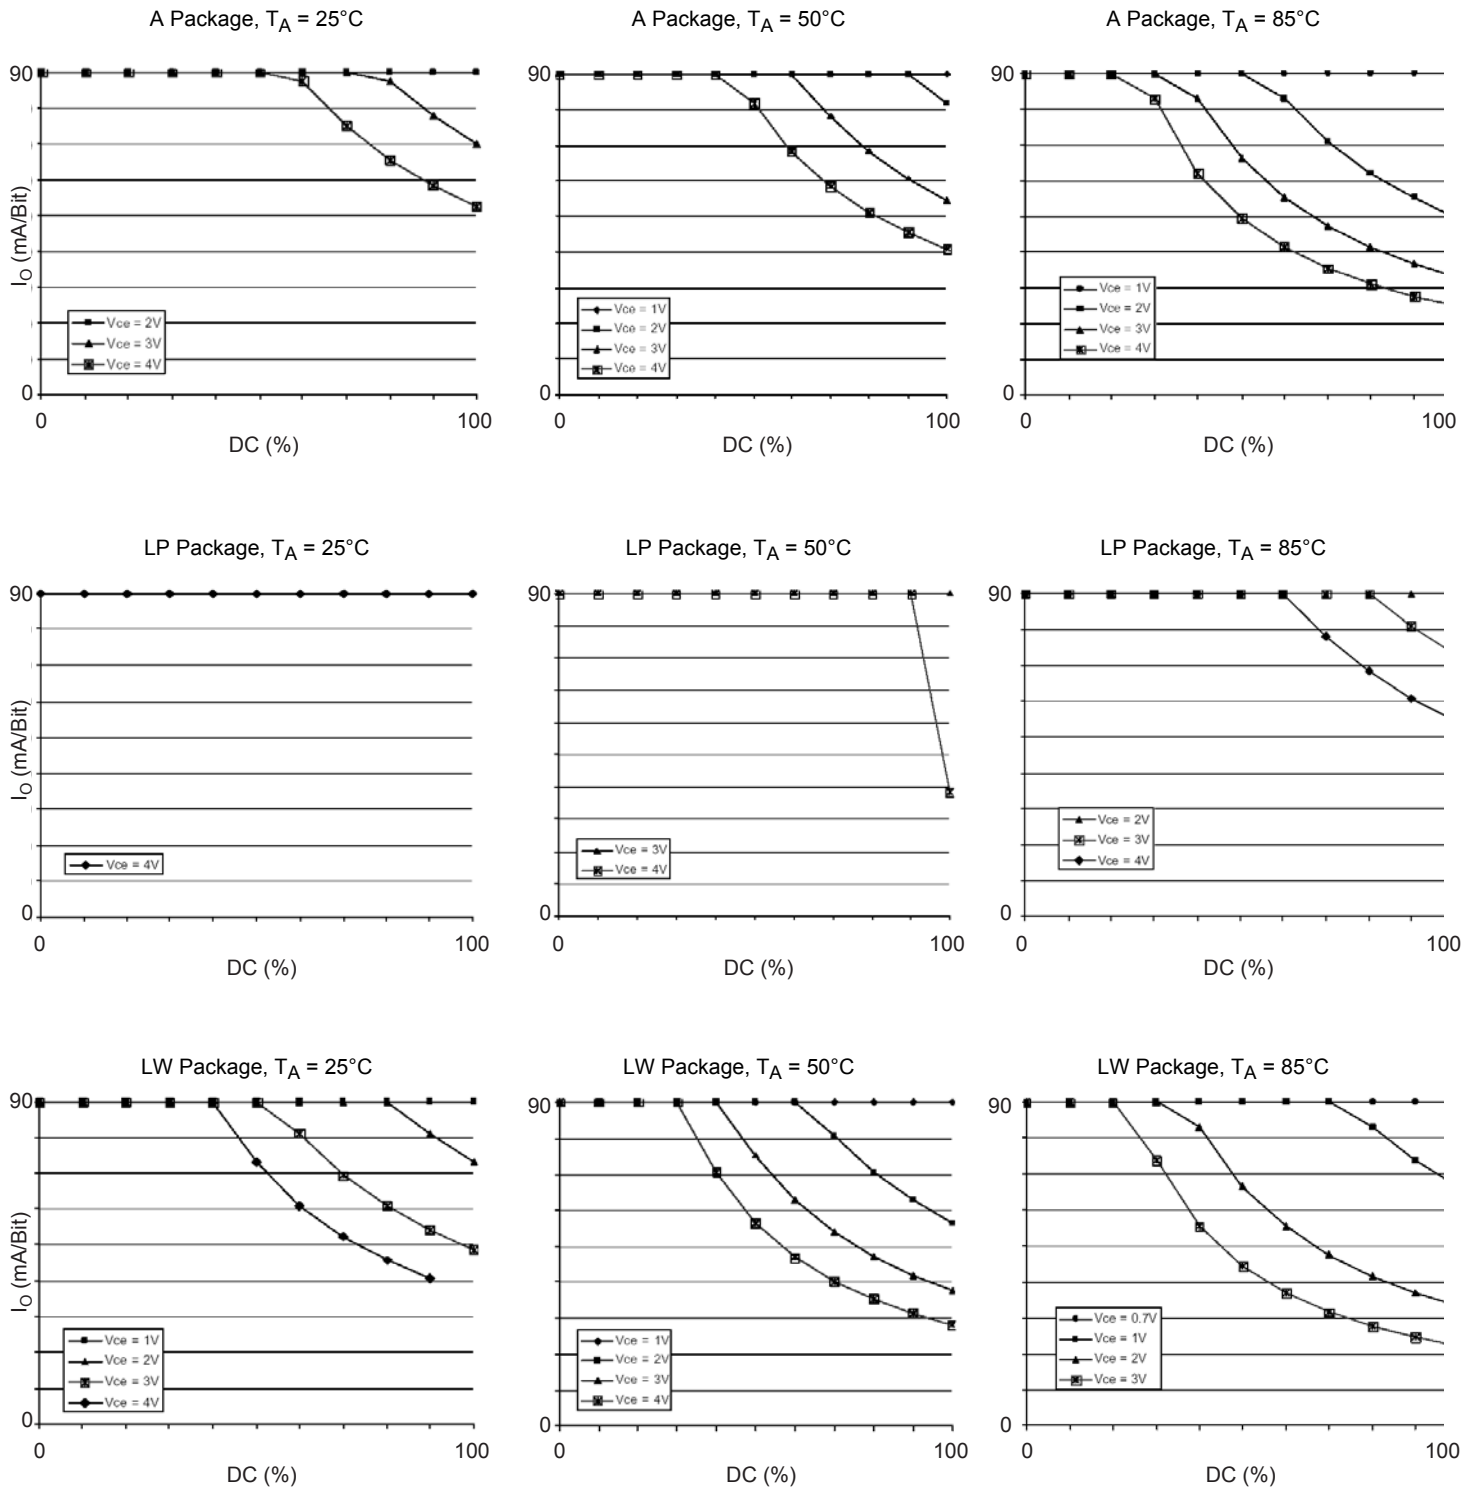 A Package, TA = 25°C
90
IO (mA/Bit)
Vce = 2V
Vce = 3V
Vce = 4V
0
0
100
DC (%)
A Package, TA = 50°C
90
Vce = 1V
Vce = 2V
Vce = 3V
Vce = 4V
0
0
100
DC (%)
A Package, TA = 85°C
90
Vce = 1V
Vce = 2V
Vce = 3V
Vce = 4V
0
0
100
DC (%)
LP Package, TA = 25°C
90
IO (mA/Bit)
Vce = 4V
0
0
100
DC (%)
LP Package, TA = 50°C
90
Vce = 3V
Vce = 4V
0
0
100
DC (%)
LP Package, TA = 85°C
90
Vce = 2V
Vce = 3V
Vce = 4V
0
0
100
DC (%)
LW Package, TA = 25°C
90
IO (mA/Bit)
Vce = 1V
Vce = 2V
Vce = 3V
Vce = 4V
0
0
100
DC (%)
LW Package, TA = 50°C
90
Vce = 1V
Vce = 2V
Vce = 3V
Vce = 4V
0
0
100
DC (%)
LW Package, TA = 85°C
90
Vce = 0.7V
Vce = 1V
Vce = 2V
Vce = 3V
0
0
100
DC (%)